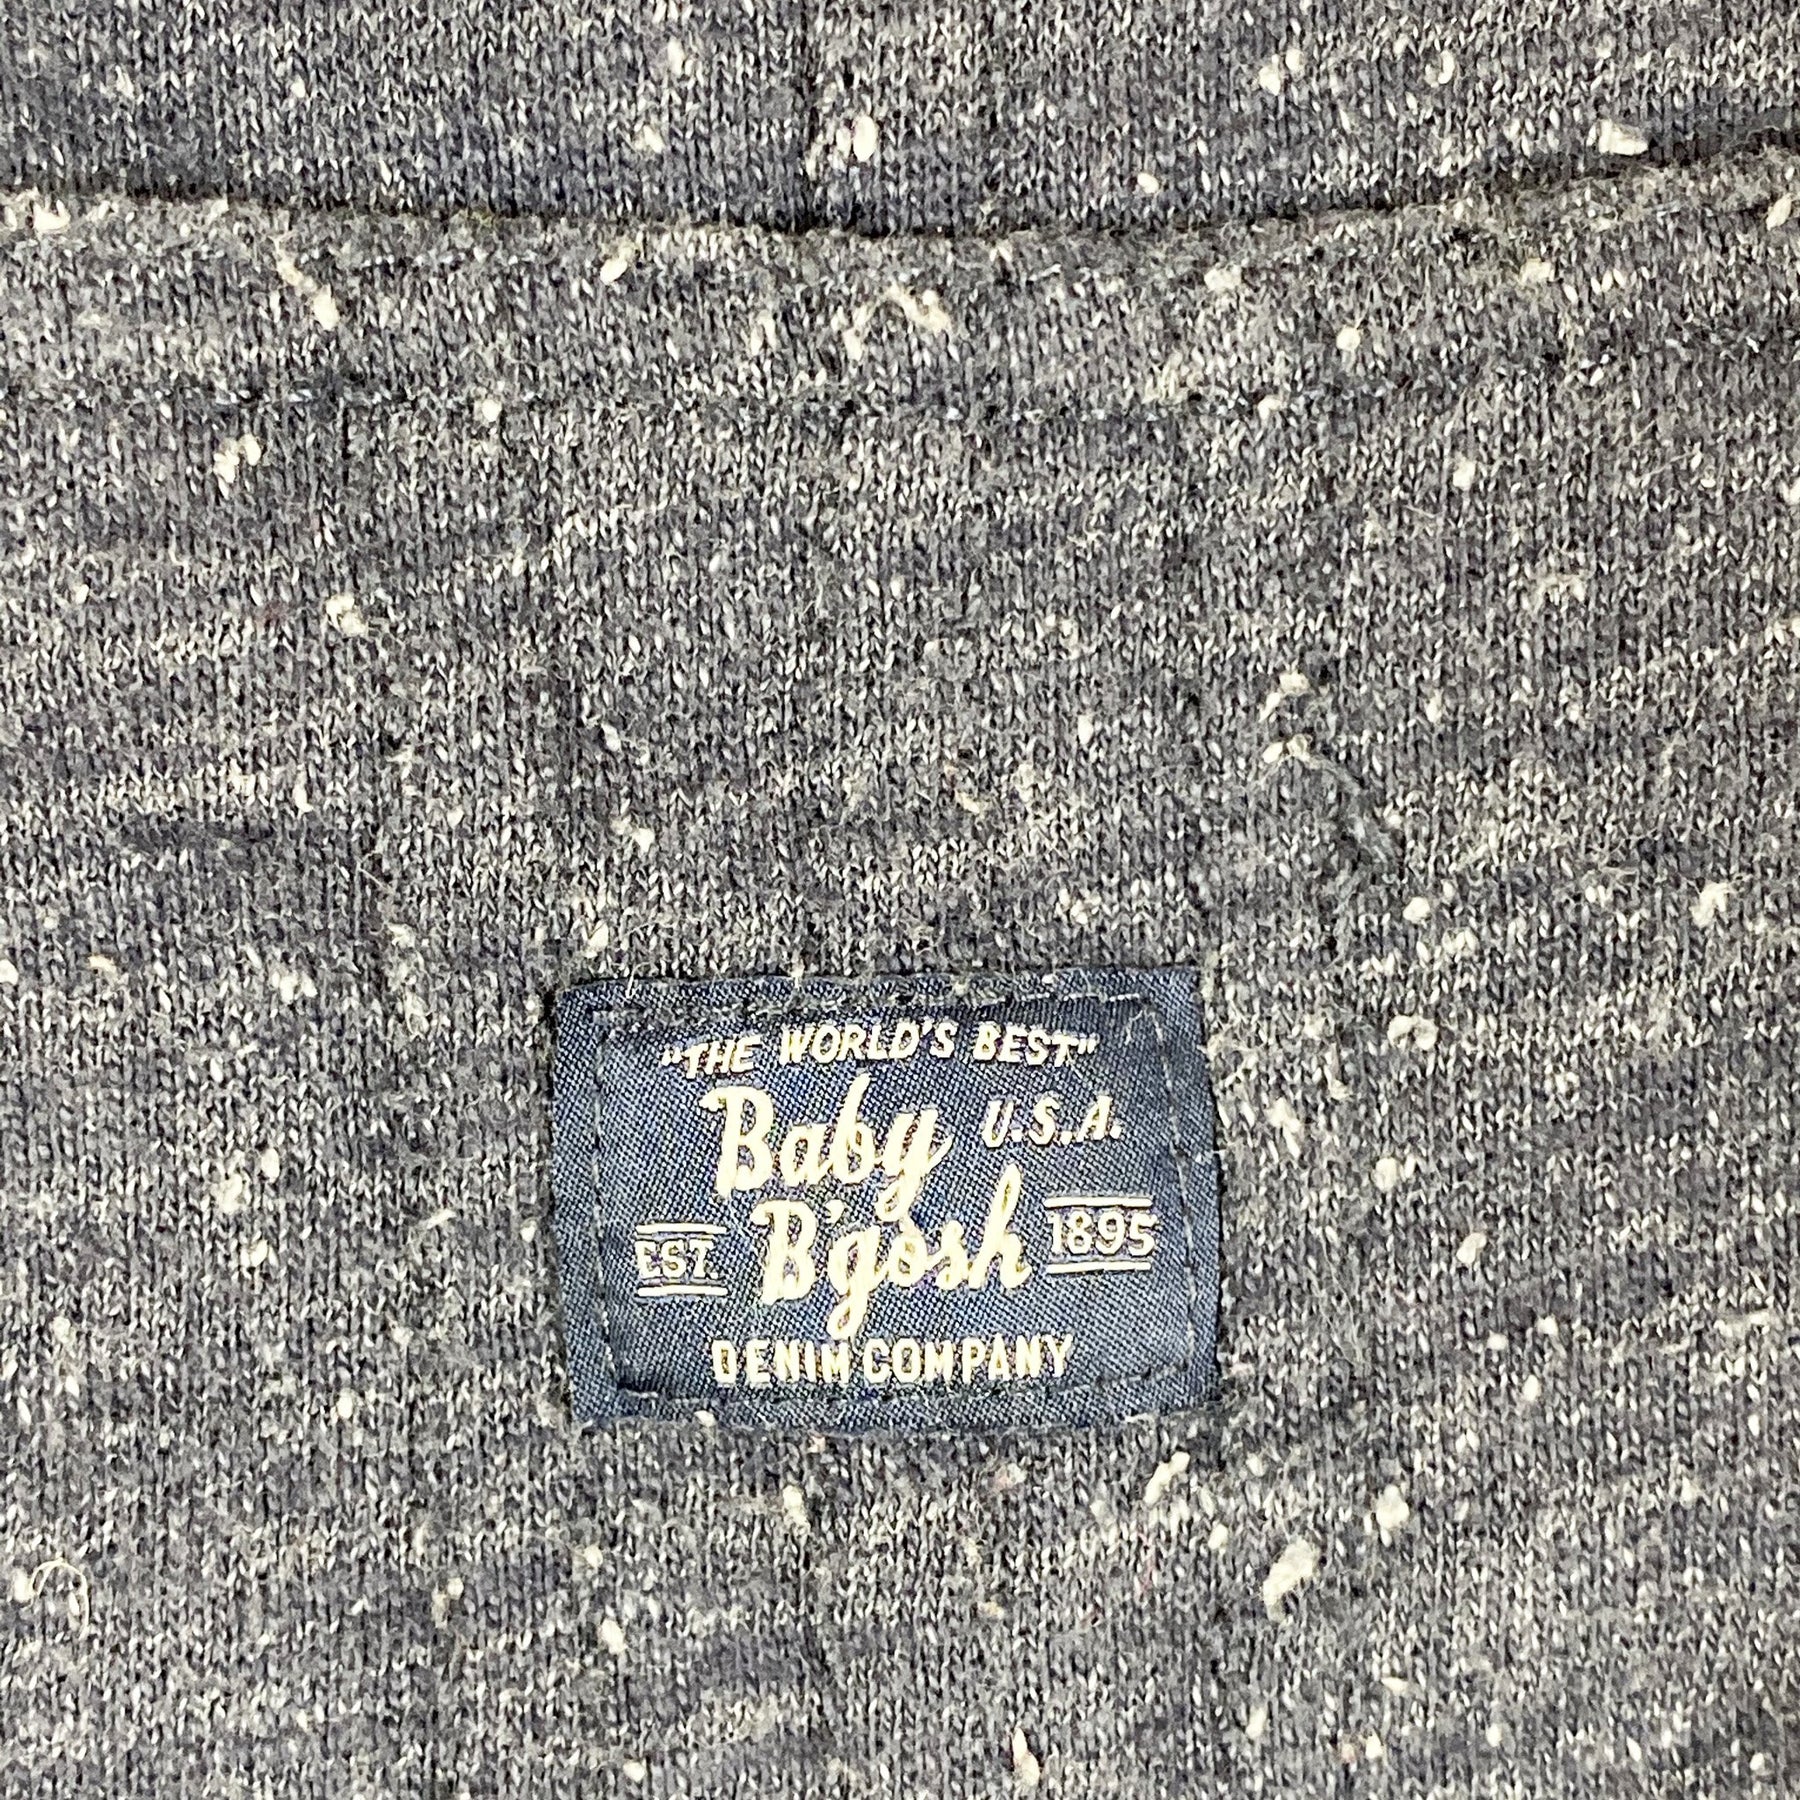 "THE WORLD'S BEST"
Baby U.S.A.
EST. B'gosh 1895
DENIM COMPANY